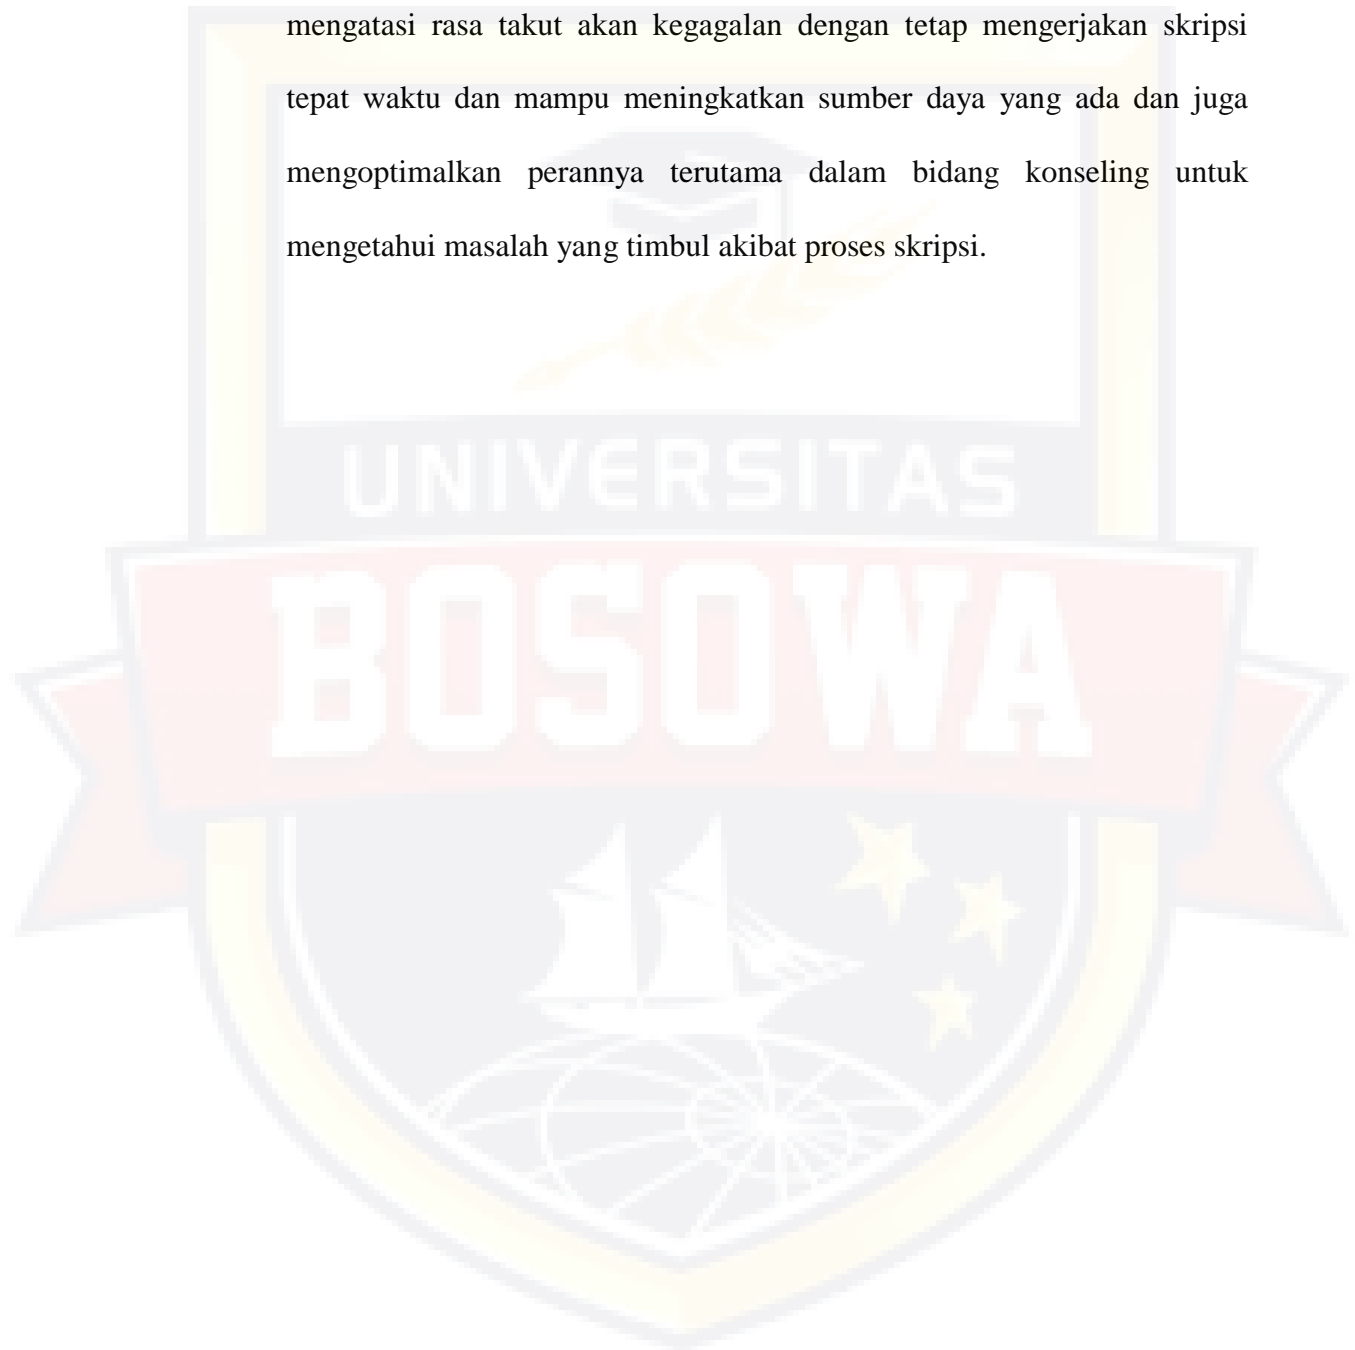 mengatasi rasa takut akan kegagalan dengan tetap mengerjakan skripsi
tepat waktu dan mampu meningkatkan sumber daya yang ada dan juga
mengoptimalkan perannya terutama dalam bidang konseling untuk
mengetahui masalah yang timbul akibat proses skripsi.
UNIVERSITAS
BOSOWA